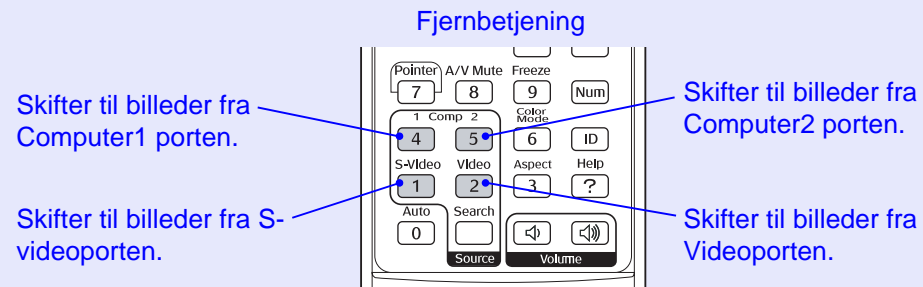 Fjernbetjening
Skifter til billeder fra
Computer1 porten.
Skifter til billeder fra S-
videoporten.
Pointer A/V Mute Freeze
7 8 9 Num
1 Comp 2 Color
Mode
4 5 6 ID
S-Video Video Aspect Help
1 2 3 ?
Auto Search
0
Source Volume
Skifter til billeder fra
Computer2 porten.
Skifter til billeder fra
Videoporten.